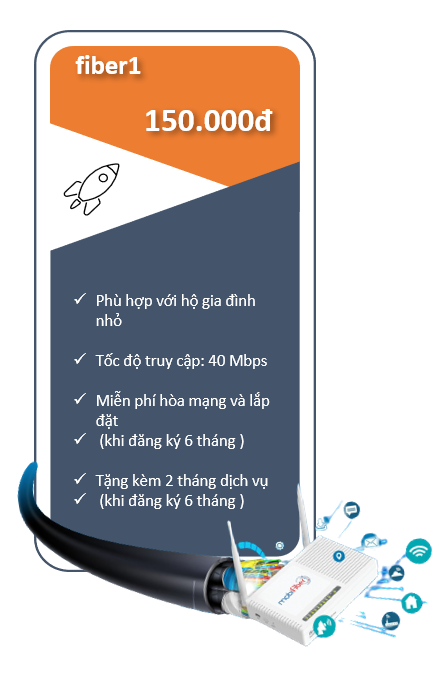 fiber1
150.000đ
✓ Phù hợp với hộ gia đình
nhỏ
✓ Tốc độ truy cập: 40 Mbps
✓ Miễn phí hòa mạng và lắp
đặt
✓ (khi đăng ký 6 tháng )
✓ Tặng kèm 2 tháng dịch vụ
✓ (khi đăng ký 6 tháng )
mobiFiber